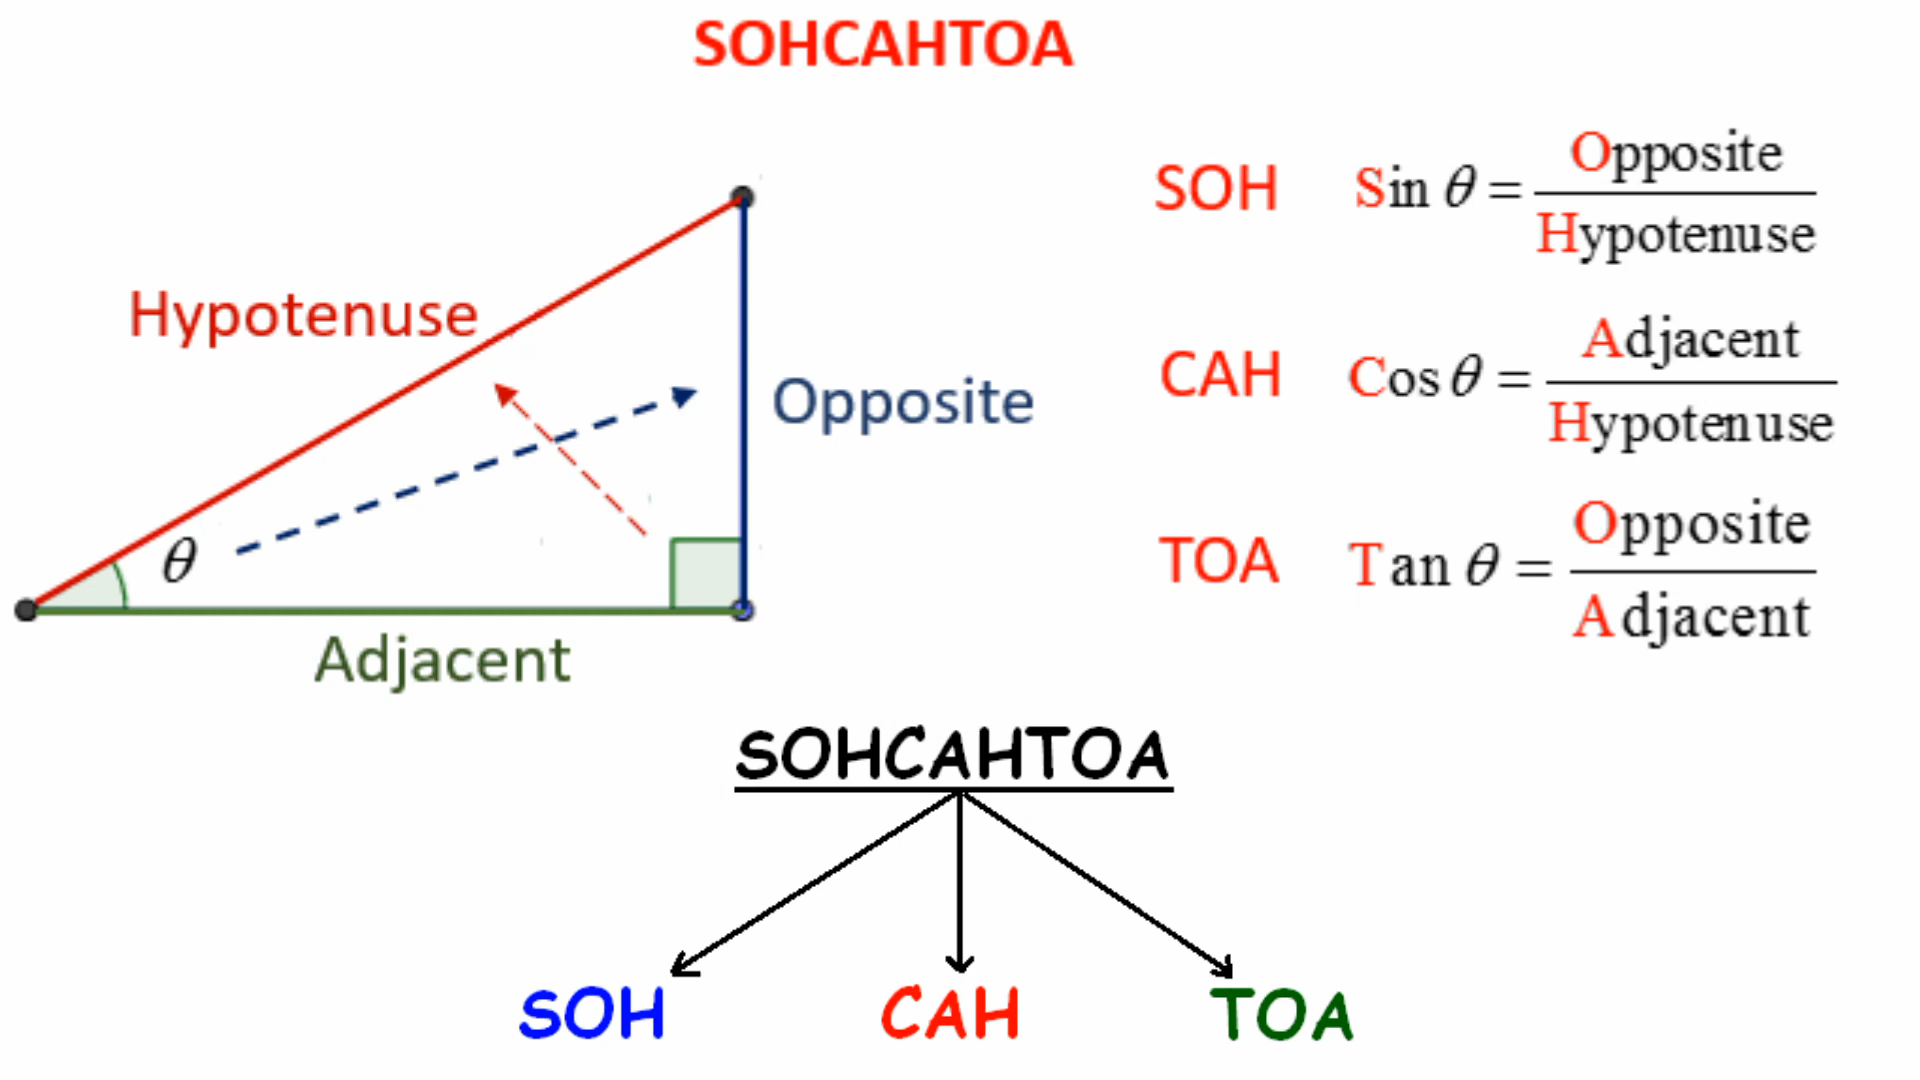 SOHCAHTOA
Hypotenuse
Opposite
θ
Adjacent
SOH Sin θ = Opposite / Hypotenuse
CAH Cos θ = Adjacent / Hypotenuse
TOA Tan θ = Opposite / Adjacent
SOHCAHTOA
SOH CAH TOA